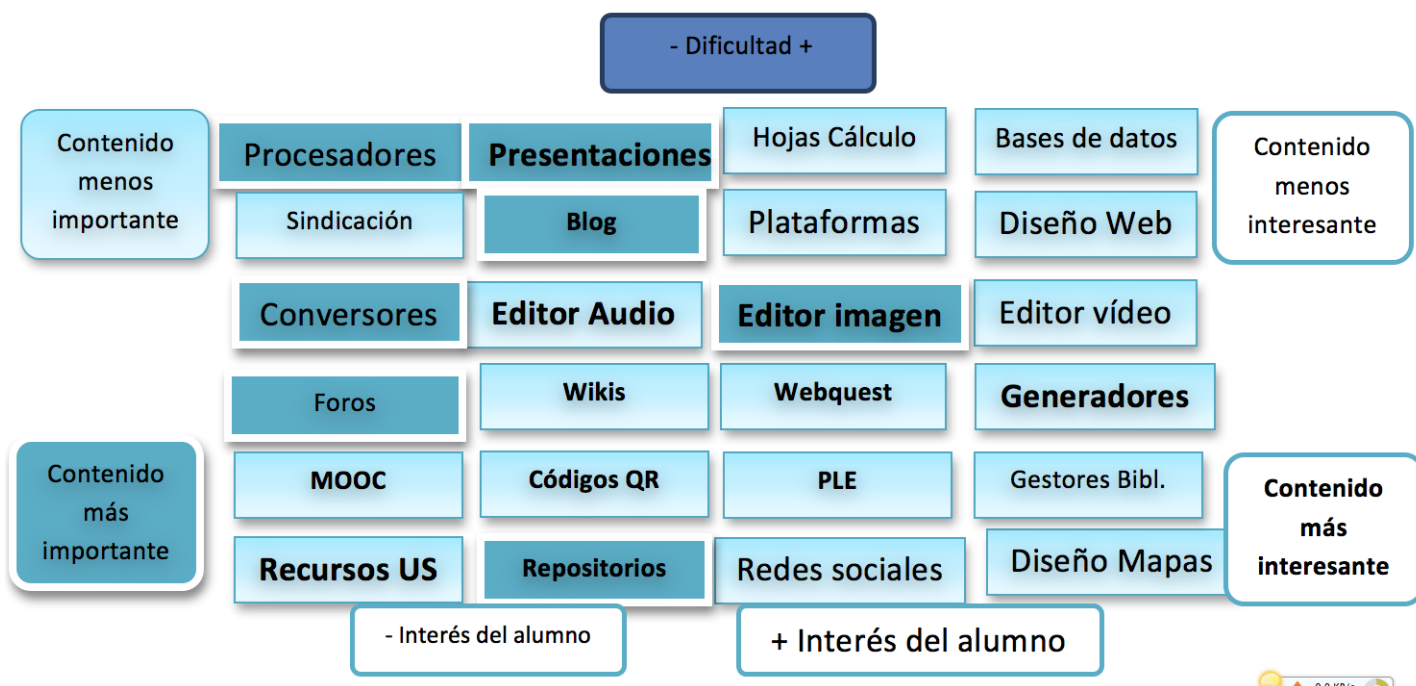 - Dificultad +
Contenido
menos
importante
Procesadores
Presentaciones
Hojas Cálculo
Bases de datos
Contenido
menos
interesante
Sindicación
Blog
Plataformas
Diseño Web
Conversores
Editor Audio
Editor imagen
Editor vídeo
Foros
Wikis
Webquest
Generadores
Contenido
más
importante
MOOC
Códigos QR
PLE
Gestores Bibl.
Contenido
más
interesante
Recursos US
Repositorios
Redes sociales
Diseño Mapas
- Interés del alumno
+ Interés del alumno